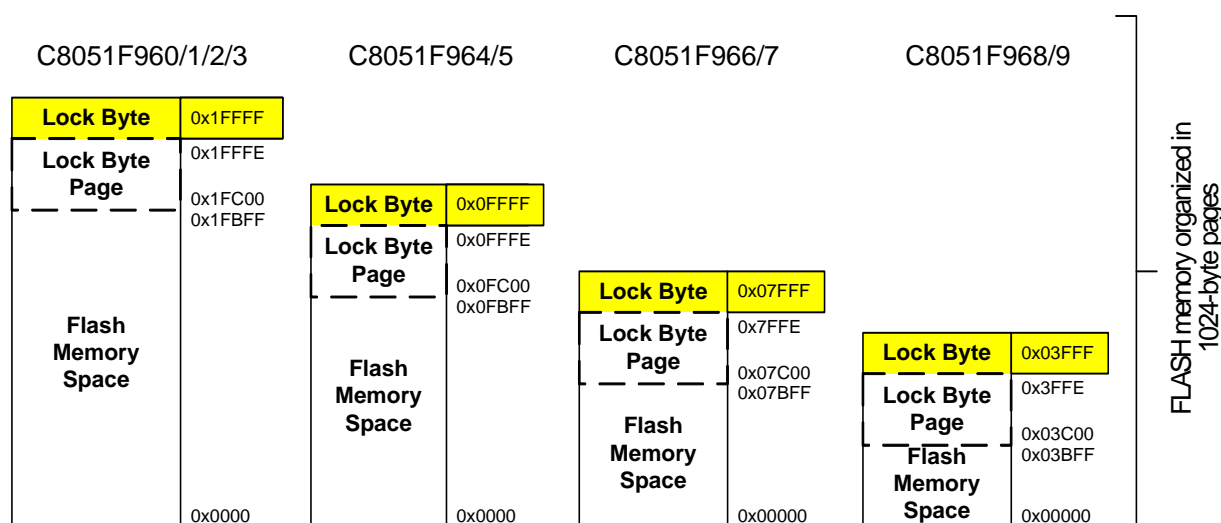 C8051F960/1/2/3
Lock Byte
0x1FFFF
Lock Byte
Page
0x1FFFE
0x1FC00
0x1FBFF
Flash
Memory
Space
0x0000
C8051F964/5
Lock Byte
0x0FFFF
Lock Byte
Page
0x0FFFE
0x0FC00
0x0FBFF
Flash
Memory
Space
0x0000
C8051F966/7
Lock Byte
0x07FFF
Lock Byte
Page
0x7FFE
0x07C00
0x07BFF
Flash
Memory
Space
0x00000
C8051F968/9
Lock Byte
0x03FFF
Lock Byte
Page
0x3FFE
0x03C00
0x03BFF
Flash
Memory
Space
0x00000
FLASH memory organized in
1024-byte pages